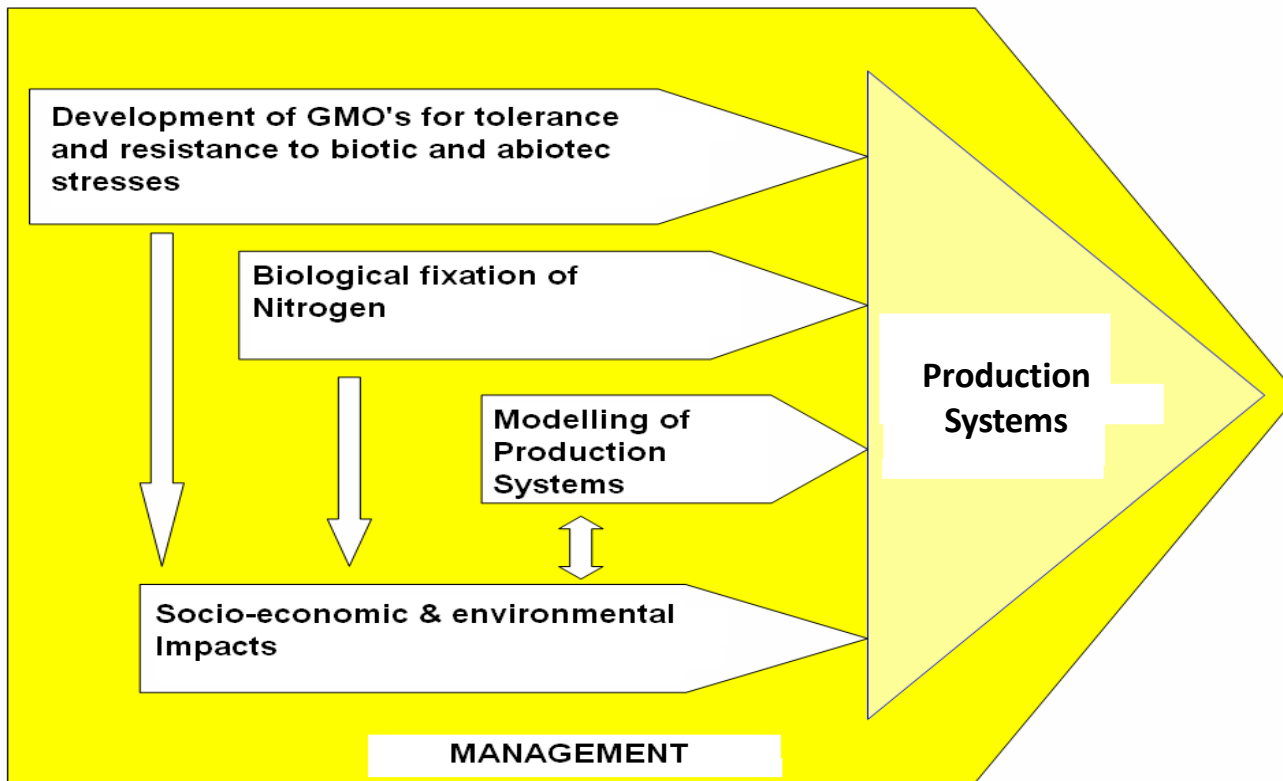 Development of GMO's for tolerance
and resistance to biotic and abiotec
stresses
Biological fixation of
Nitrogen
Modelling of
Production
Systems
Production
Systems
Socio-economic & environmental
Impacts
MANAGEMENT